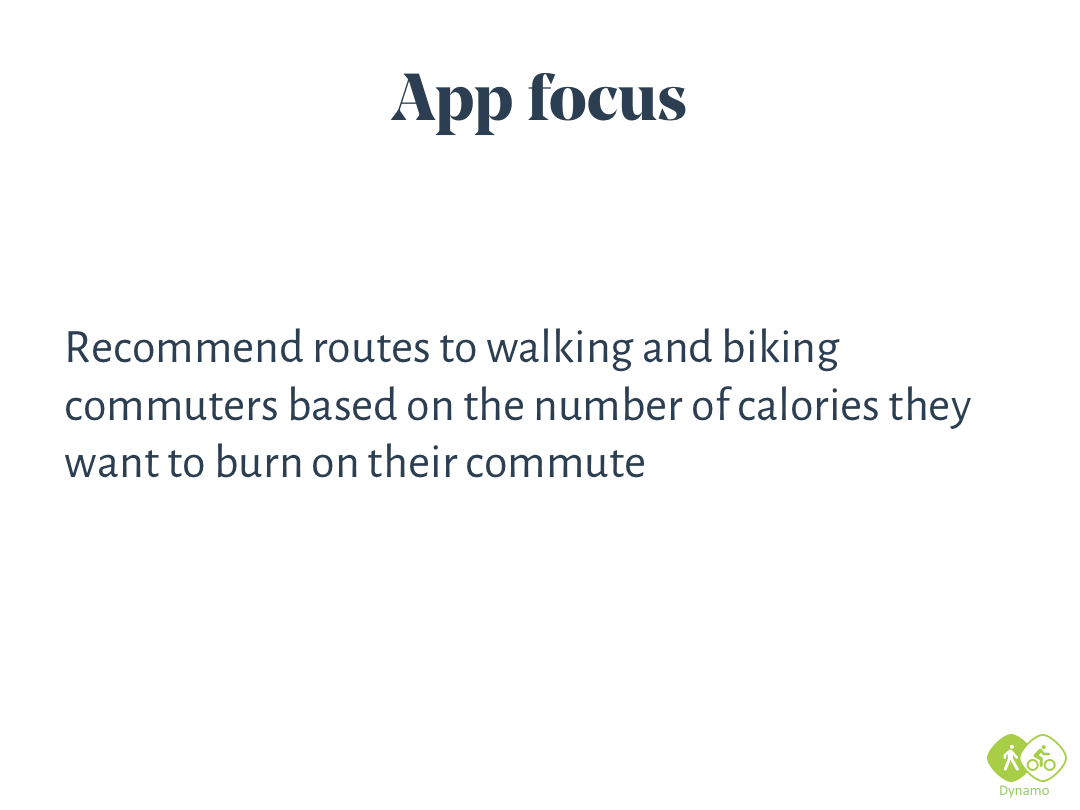 App focus
Recommend routes to walking and biking
commuters based on the number of calories they
want to burn on their commute
Dynamo